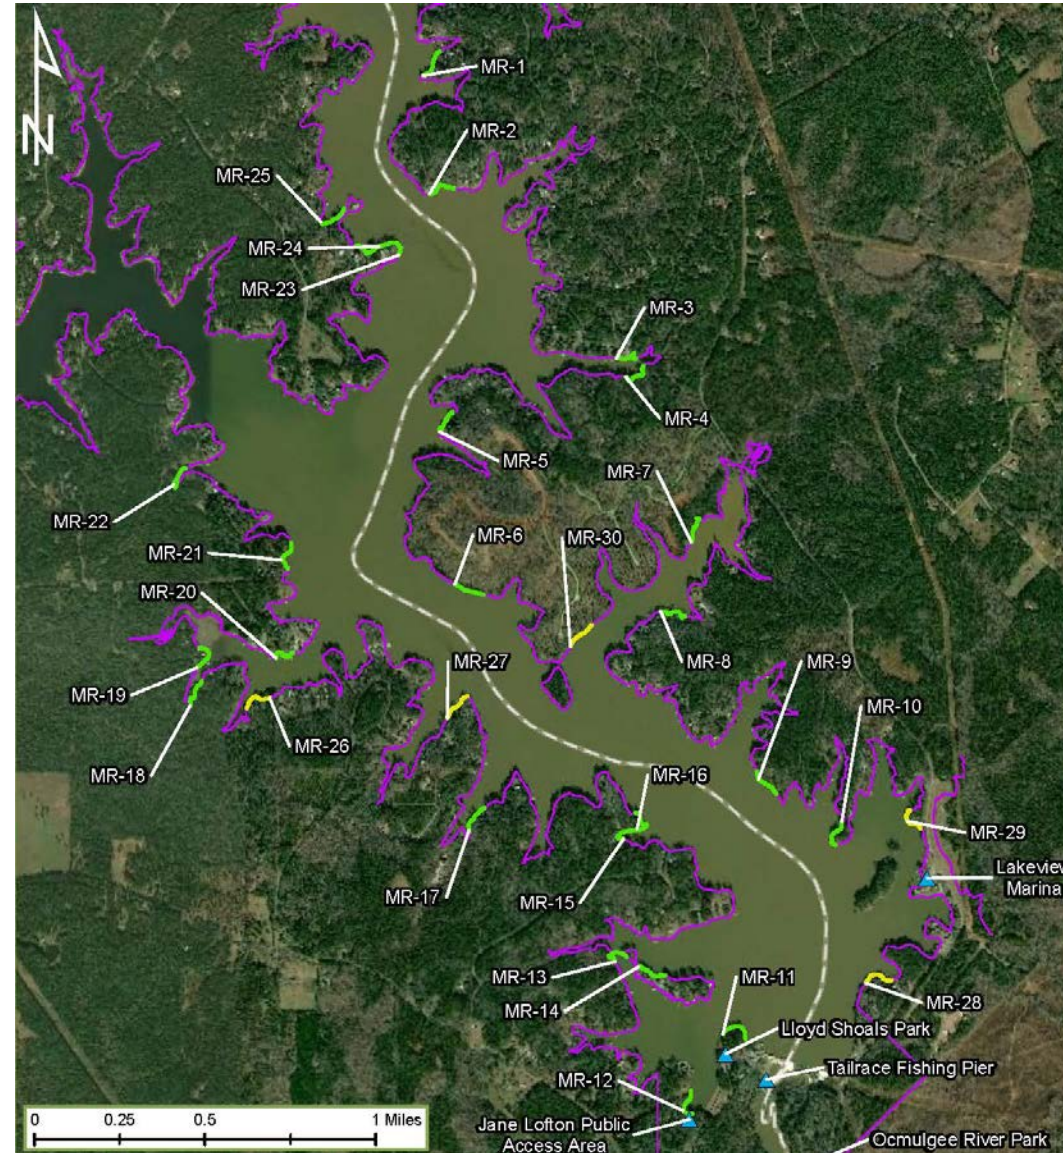 N
MR-1
MR-2
MR-25
MR-24
MR-23
MR-3
MR-4
MR-5
MR-7
MR-22
MR-6
MR-30
MR-21
MR-20
MR-27
MR-8
MR-9
MR-19
MR-10
MR-26
MR-18
MR-16
MR-29
Lakeview
Marina
MR-17
MR-15
MR-13
MR-14
MR-11
MR-28
Lloyd Shoals Park
Tailrace Fishing Pier
MR-12
Jane Lofton Public
Access Area
0 0.25 0.5 1 Miles
Ocmulgee River Park